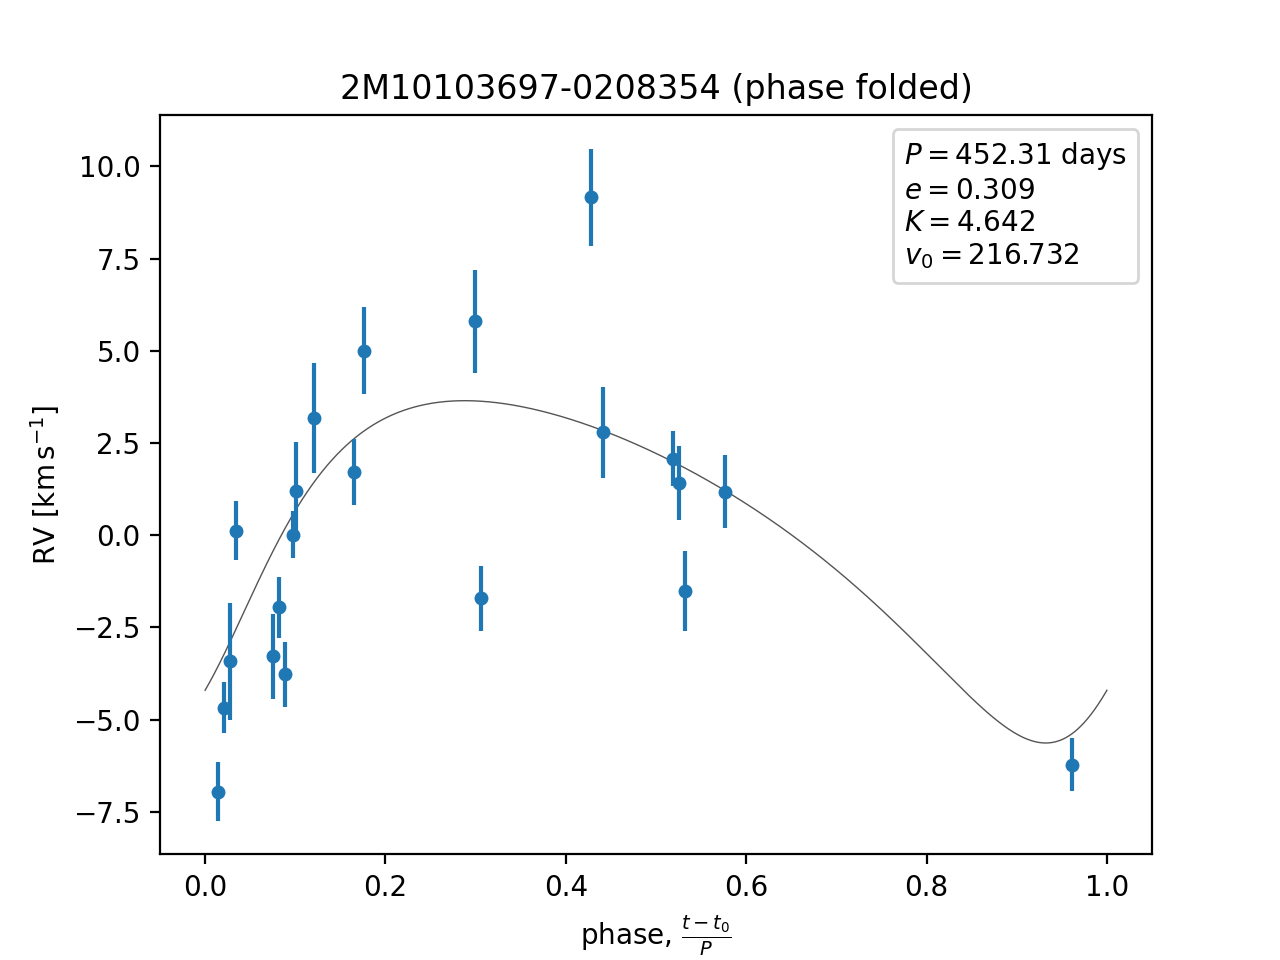 2M10103697-0208354 (phase folded)
P = 452.31 days
e = 0.309
K = 4.642
v₀ = 216.732
RV [km s⁻¹]
10.0
7.5
5.0
2.5
0.0
−2.5
−5.0
−7.5
0.0 0.2 0.4 0.6 0.8 1.0
phase, (t − t₀)/P